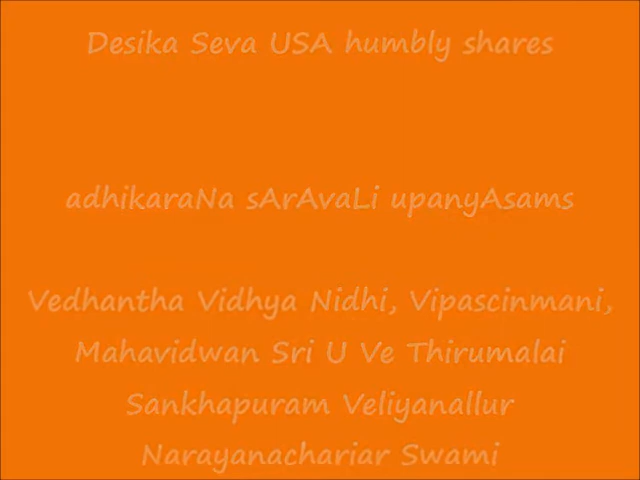 Desika Seva USA humbly shares
adhikaraNa sArAvaLi upanyAsams
Vedhantha Vidhya Nidhi, Vipascinmani,
Mahavidwan Sri U Ve Thirumalai
Sankhapuram Veliyanallur
Narayanachariar Swami